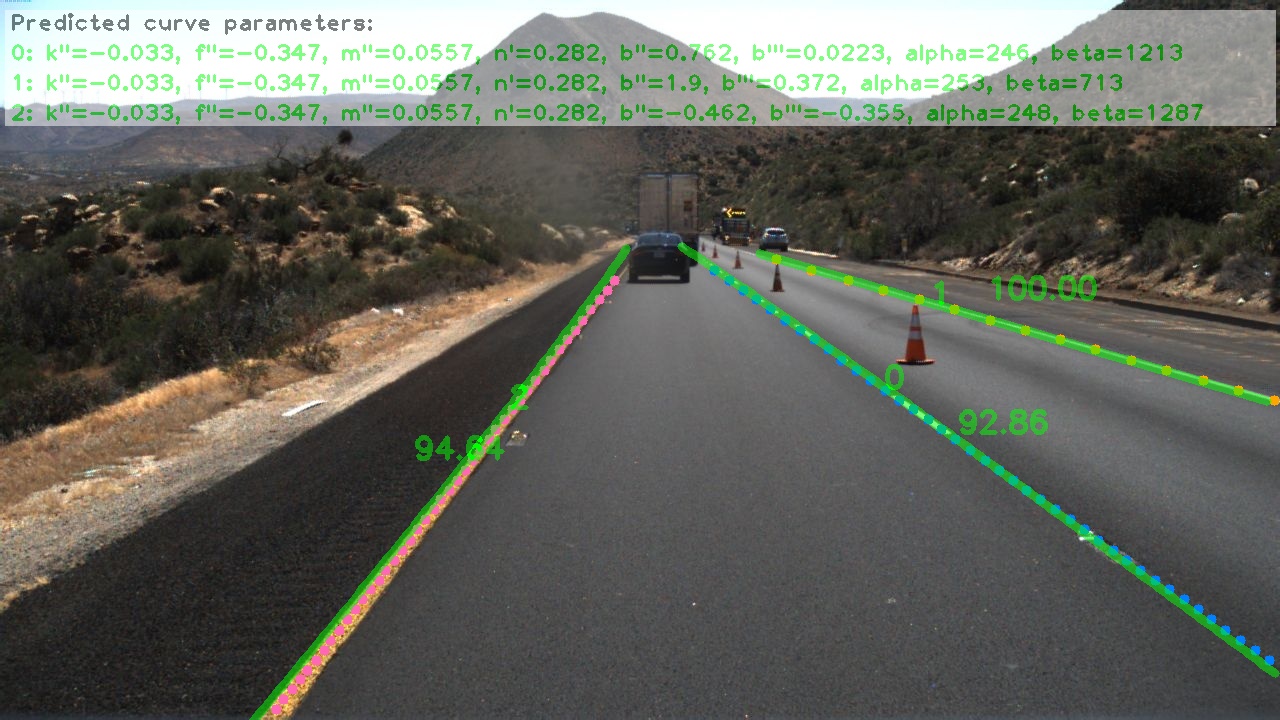 Predicted curve parameters:
0: k''=-0.033, f''=-0.347, m''=0.0557, n'=0.282, b''=0.762, b'''=0.0223, alpha=246, beta=1213
1: k''=-0.033, f''=-0.347, m''=0.0557, n'=0.282, b''=1.9, b'''=0.372, alpha=253, beta=713
2: k''=-0.033, f''=-0.347, m''=0.0557, n'=0.282, b''=-0.462, b'''=-0.355, alpha=248, beta=1287
1 100.00
0
2
92.86
94.64